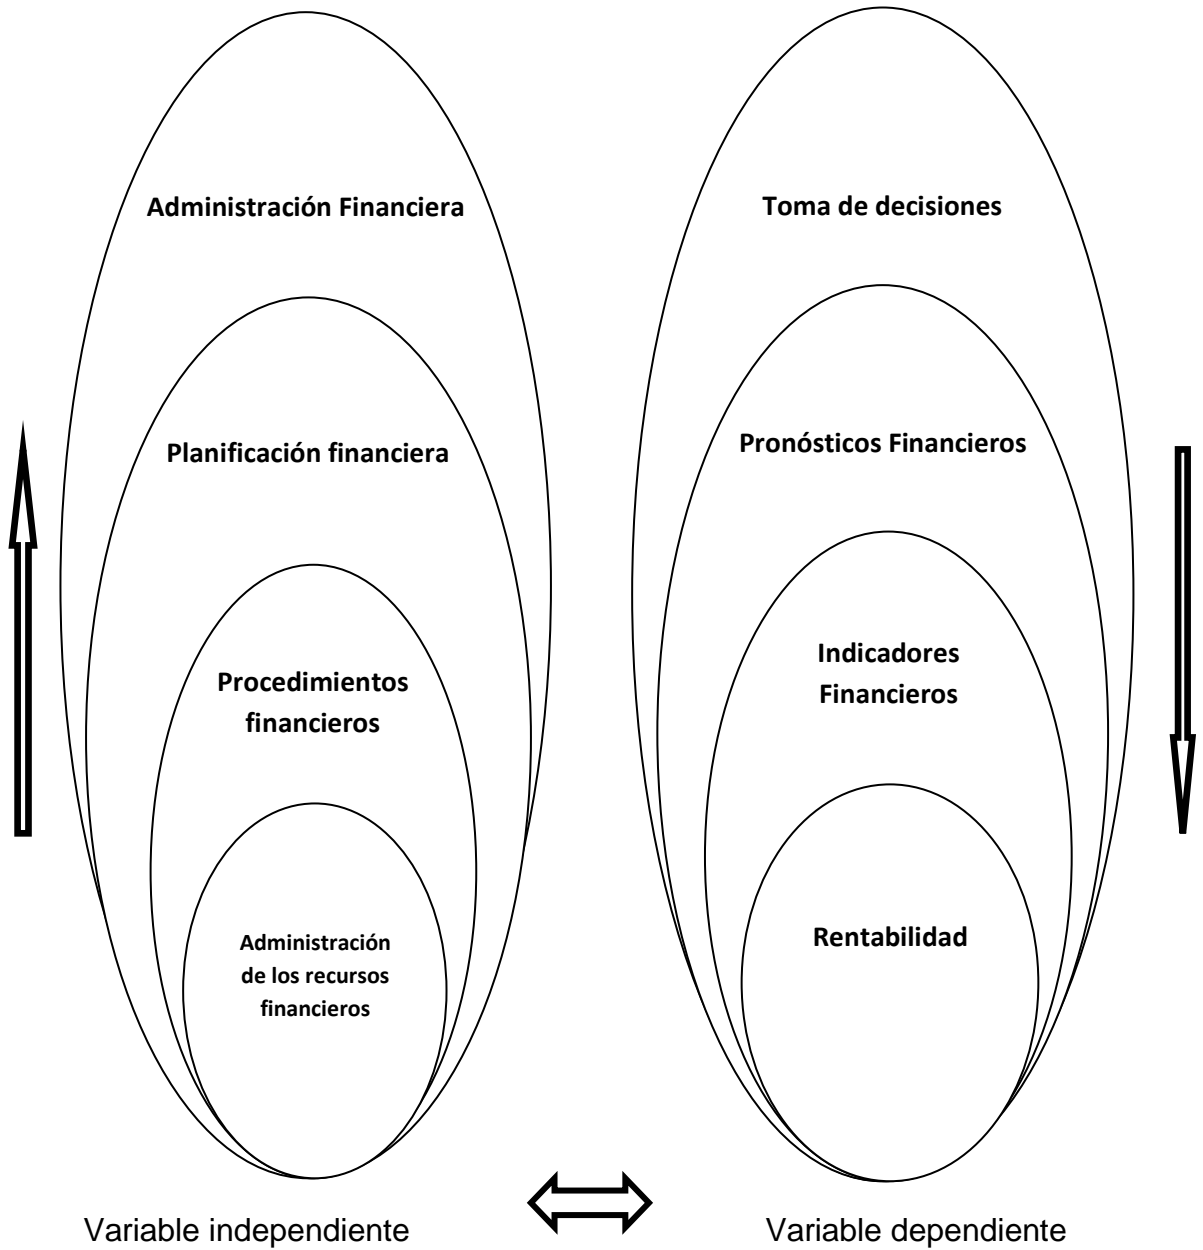 Administración Financiera
Planificación financiera
Procedimientos
financieros
Administración
de los recursos
financieros
Variable independiente
Toma de decisiones
Pronósticos Financieros
Indicadores
Financieros
Rentabilidad
Variable dependiente